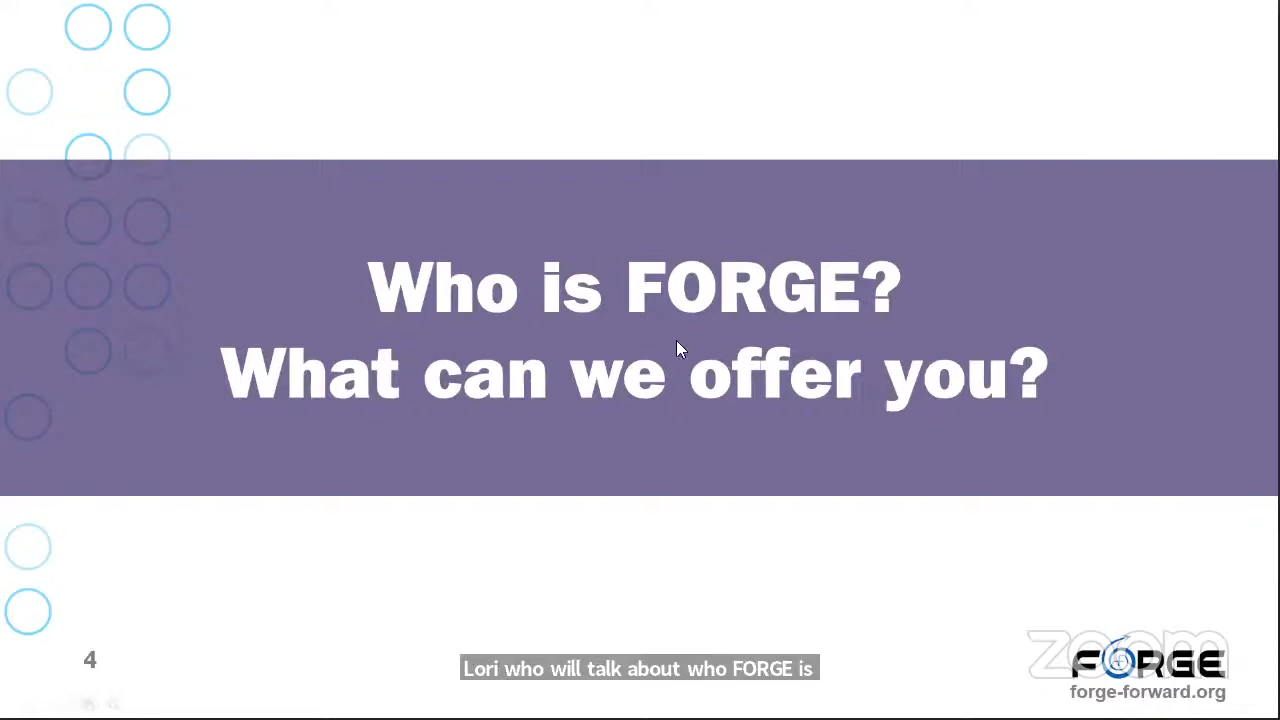 Who is FORGE?
What can we offer you?
4
Lori who will talk about who FORGE is
zoom
FORGE
forge-forward.org